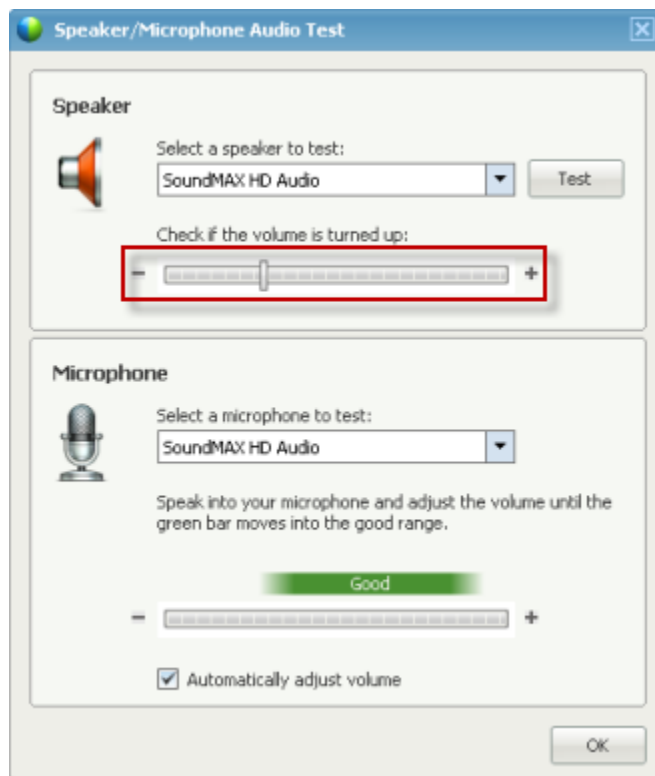 Speaker/Microphone Audio Test
Speaker
Select a speaker to test:
SoundMAX HD Audio
Test
Check if the volume is turned up:
- +
Microphone
Select a microphone to test:
SoundMAX HD Audio
Speak into your microphone and adjust the volume until the
green bar moves into the good range.
Good
- +
Automatically adjust volume
OK